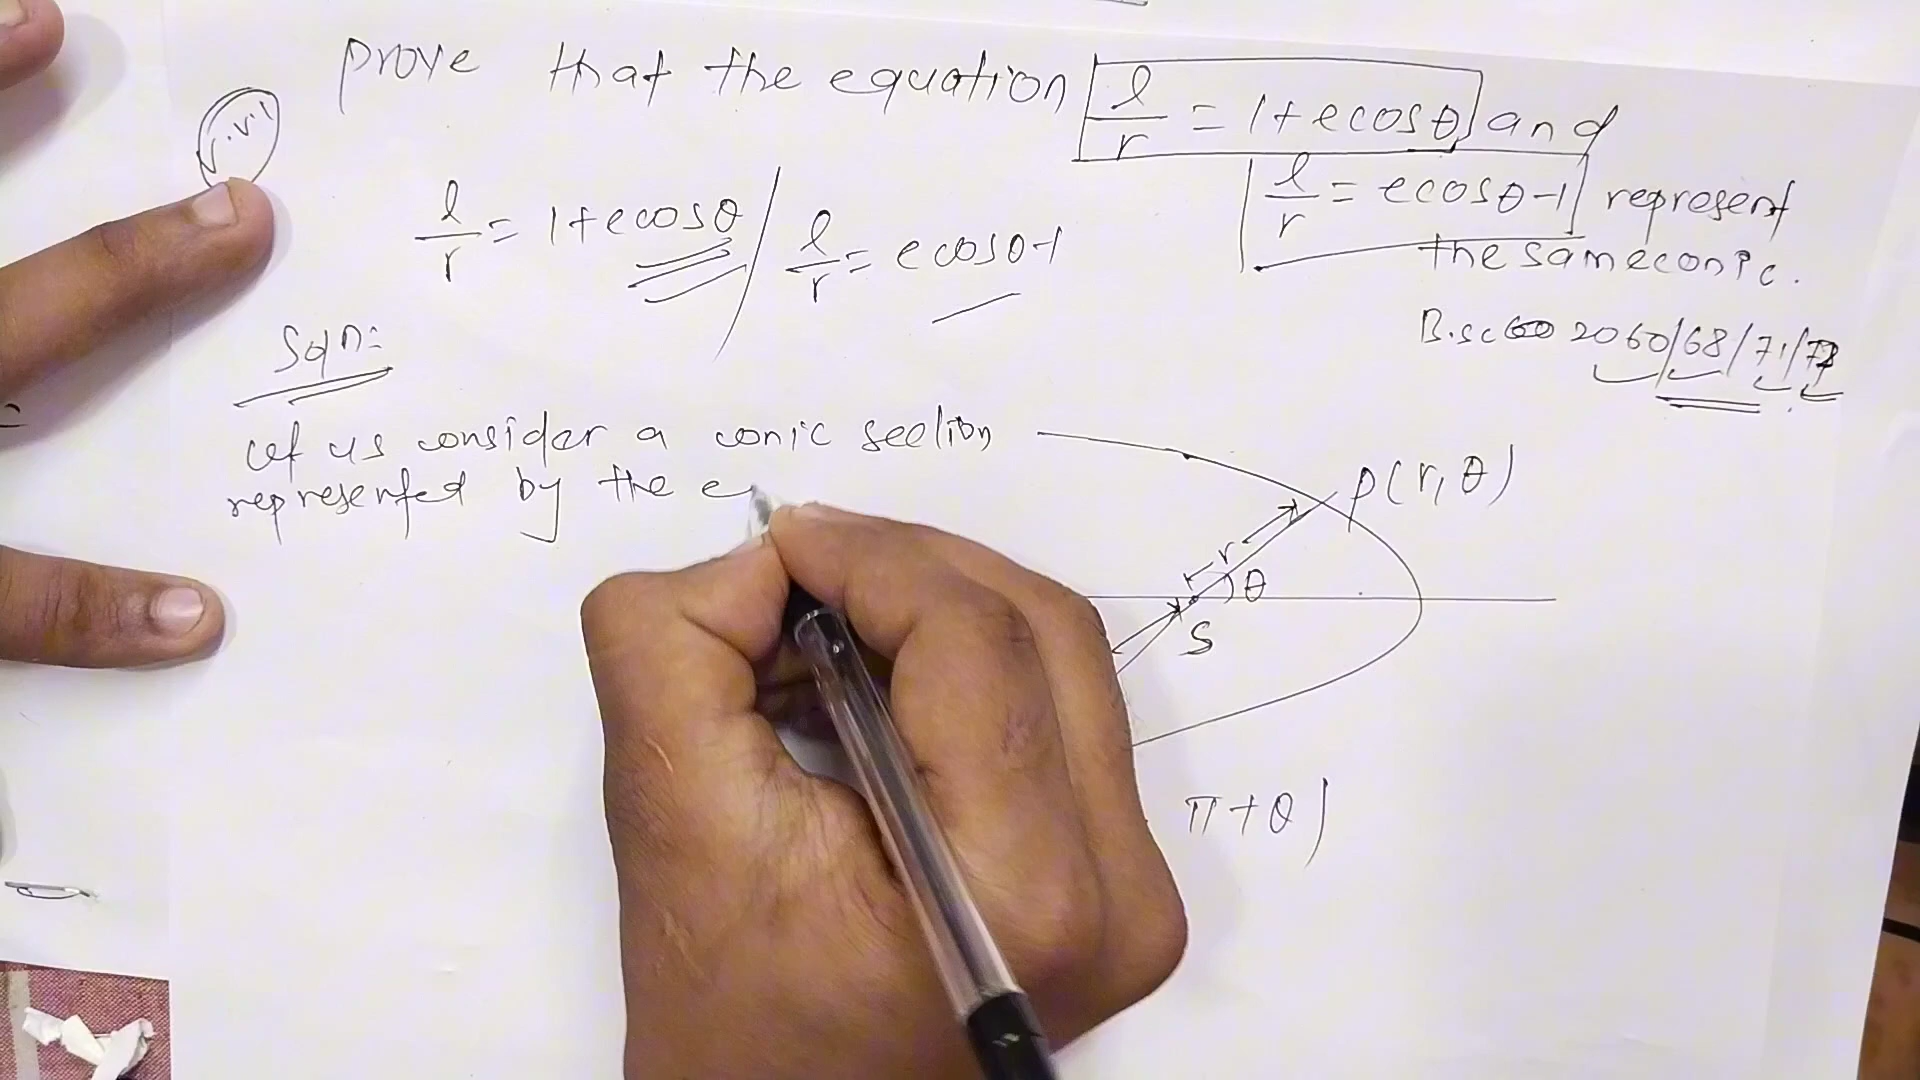 prove that the equation l/r = 1+ecosθ and
l/r = ecosθ-1 represent
the same conic.
v.v.I
l/r = 1+ecosθ / l/r = ecosθ-1
B.sc 2060/68/71/72
Sqn:
Let us consider a conic section
represented by the e
P(r, θ)
r
θ
S
π+θ)